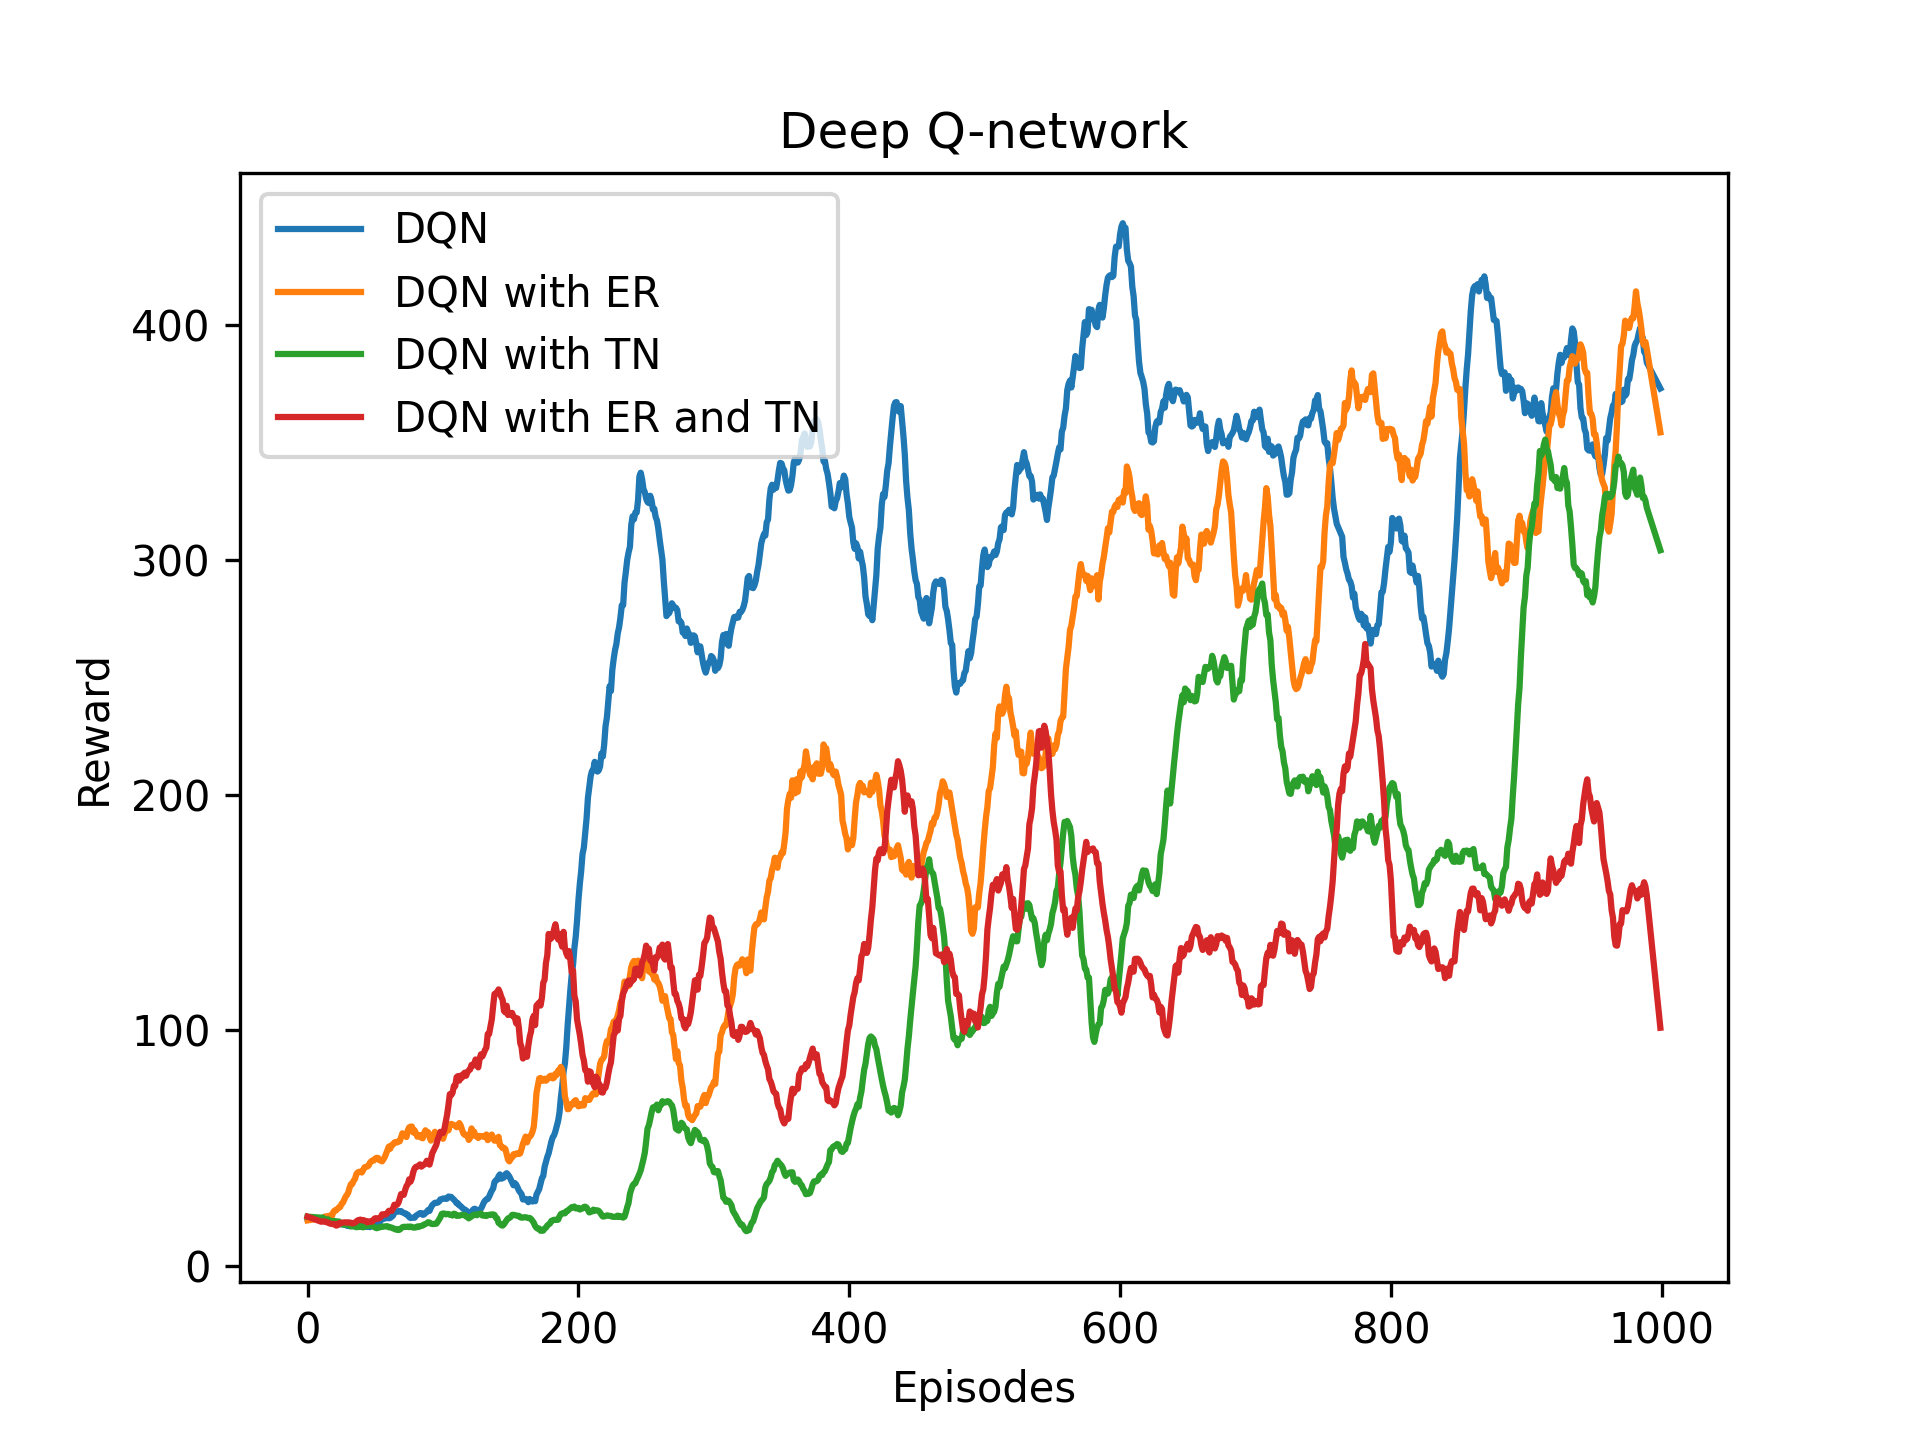 Deep Q-network
DQN
DQN with ER
DQN with TN
DQN with ER and TN
Reward
400
300
200
100
0
0 200 400 600 800 1000
Episodes